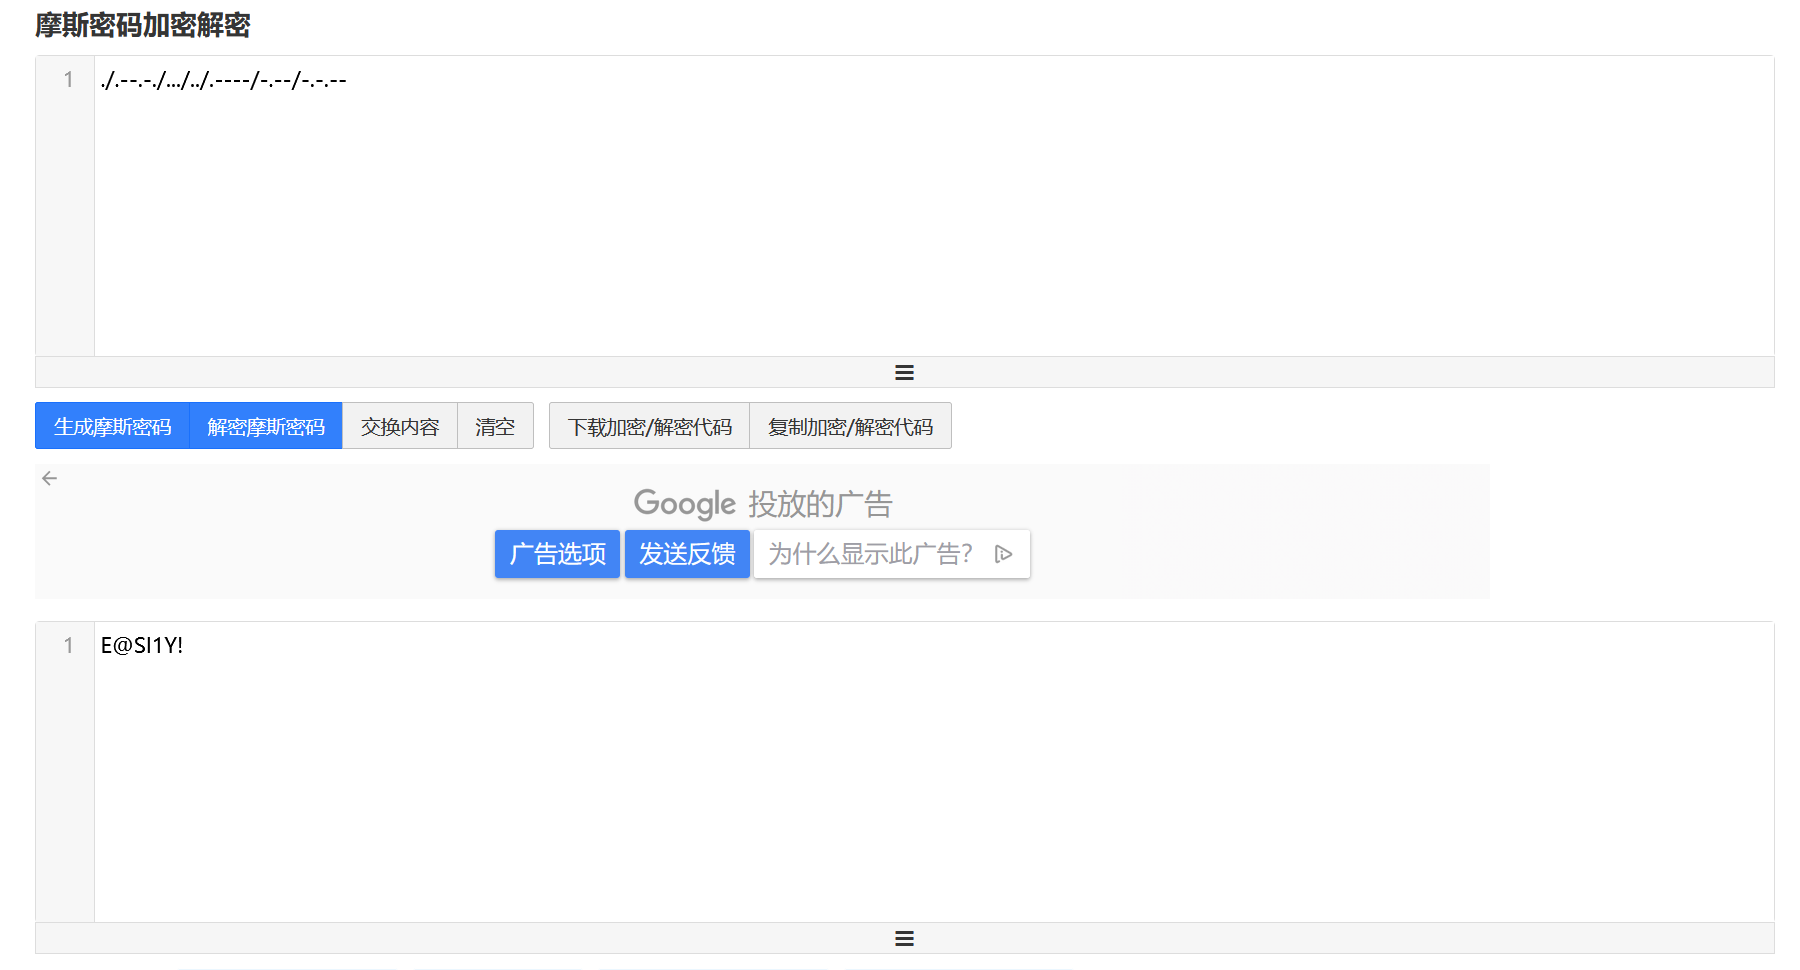 摩斯密码加密解密
1 ./.--.-./.../../.----/-.--/-.-.--
生成摩斯密码 解密摩斯密码 交换内容 清空 下载加密/解密代码 复制加密/解密代码
Google 投放的广告
广告选项 发送反馈 为什么显示此广告?
1 E@SI1Y!